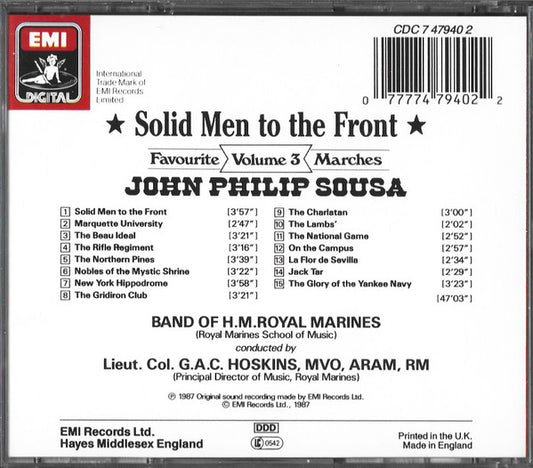 EMI
DIGITAL
International
Trade Mark of
EMI Records
Limited
CDC 7 47940 2
0 77774 79402 2
★ Solid Men to the Front ★
Favourite Volume 3 Marches
JOHN PHILIP SOUSA
1 Solid Men to the Front [3'57"]
2 Marquette University [2'47"]
3 The Beau Ideal [3'21"]
4 The Rifle Regiment [3'16"]
5 The Northern Pines [3'39"]
6 Nobles of the Mystic Shrine [3'22"]
7 New York Hippodrome [3'58"]
8 The Gridiron Club [3'21"]
9 The Charlatan [3'00"]
10 The Lambs' [2'02"]
11 The National Game [2'52"]
12 On the Campus [2'57"]
13 La Flor de Sevilla [2'34"]
14 Jack Tar [2'29"]
15 The Glory of the Yankee Navy [3'23"]
[47'03"]
BAND OF H.M.ROYAL MARINES
(Royal Marines School of Music)
conducted by
Lieut. Col. G.A.C. HOSKINS, MVO, ARAM, RM
(Principal Director of Music, Royal Marines)
℗ 1987 Original sound recording made by EMI Records Ltd.
© EMI Records Ltd., 1987
EMI Records Ltd.
Hayes Middlesex England
DDD
LC 0542
Printed in the U.K.
Made in England